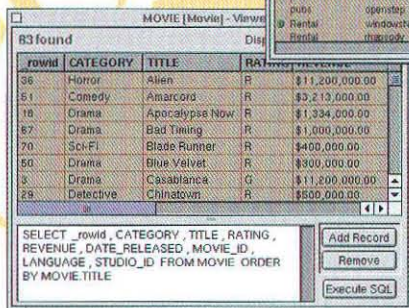 pubs openstep
Rental windowsto
Rental rhapsody
MOVIE [Movie] - Viewe
83 found Disp
_rowid CATEGORY TITLE RATING REVENUE
36 Horror Alien R $11,200,000.00
51 Comedy Amarcord R $3,213,000.00
16 Drama Apocalypse Now R $1,334,000.00
67 Drama Bad Timing R $1,000,000.00
70 Sci-Fi Blade Runner R $400,000.00
50 Drama Blue Velvet R $300,000.00
3 Drama Casablanca G $11,200,000.00
29 Detective Chinatown R $500,000.00
SELECT _rowid , CATEGORY , TITLE , RATING ,
REVENUE , DATE_RELEASED , MOVIE_ID ,
LANGUAGE , STUDIO_ID FROM MOVIE ORDER
BY MOVIE.TITLE
Add Record
Remove
Execute SQL